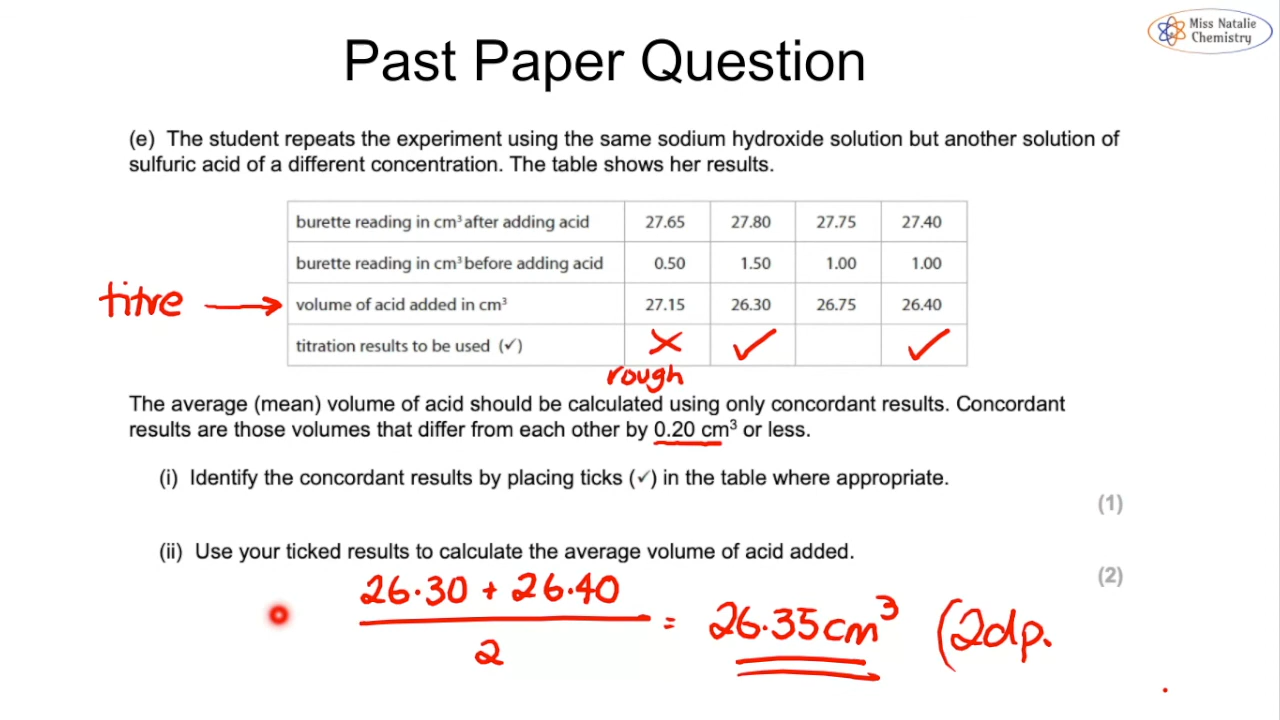 Miss Natalie
Chemistry
Past Paper Question
(e) The student repeats the experiment using the same sodium hydroxide solution but another solution of
sulfuric acid of a different concentration. The table shows her results.
burette reading in cm³ after adding acid 27.65 27.80 27.75 27.40
burette reading in cm³ before adding acid 0.50 1.50 1.00 1.00
titre → volume of acid added in cm³ 27.15 26.30 26.75 26.40
titration results to be used (✓) ✗ ✓ ✓
rough
The average (mean) volume of acid should be calculated using only concordant results. Concordant
results are those volumes that differ from each other by 0.20 cm³ or less.
(i) Identify the concordant results by placing ticks (✓) in the table where appropriate.
(1)
(ii) Use your ticked results to calculate the average volume of acid added.
(2)
26.30 + 26.40
= 26.35 cm³ (2dp.
2